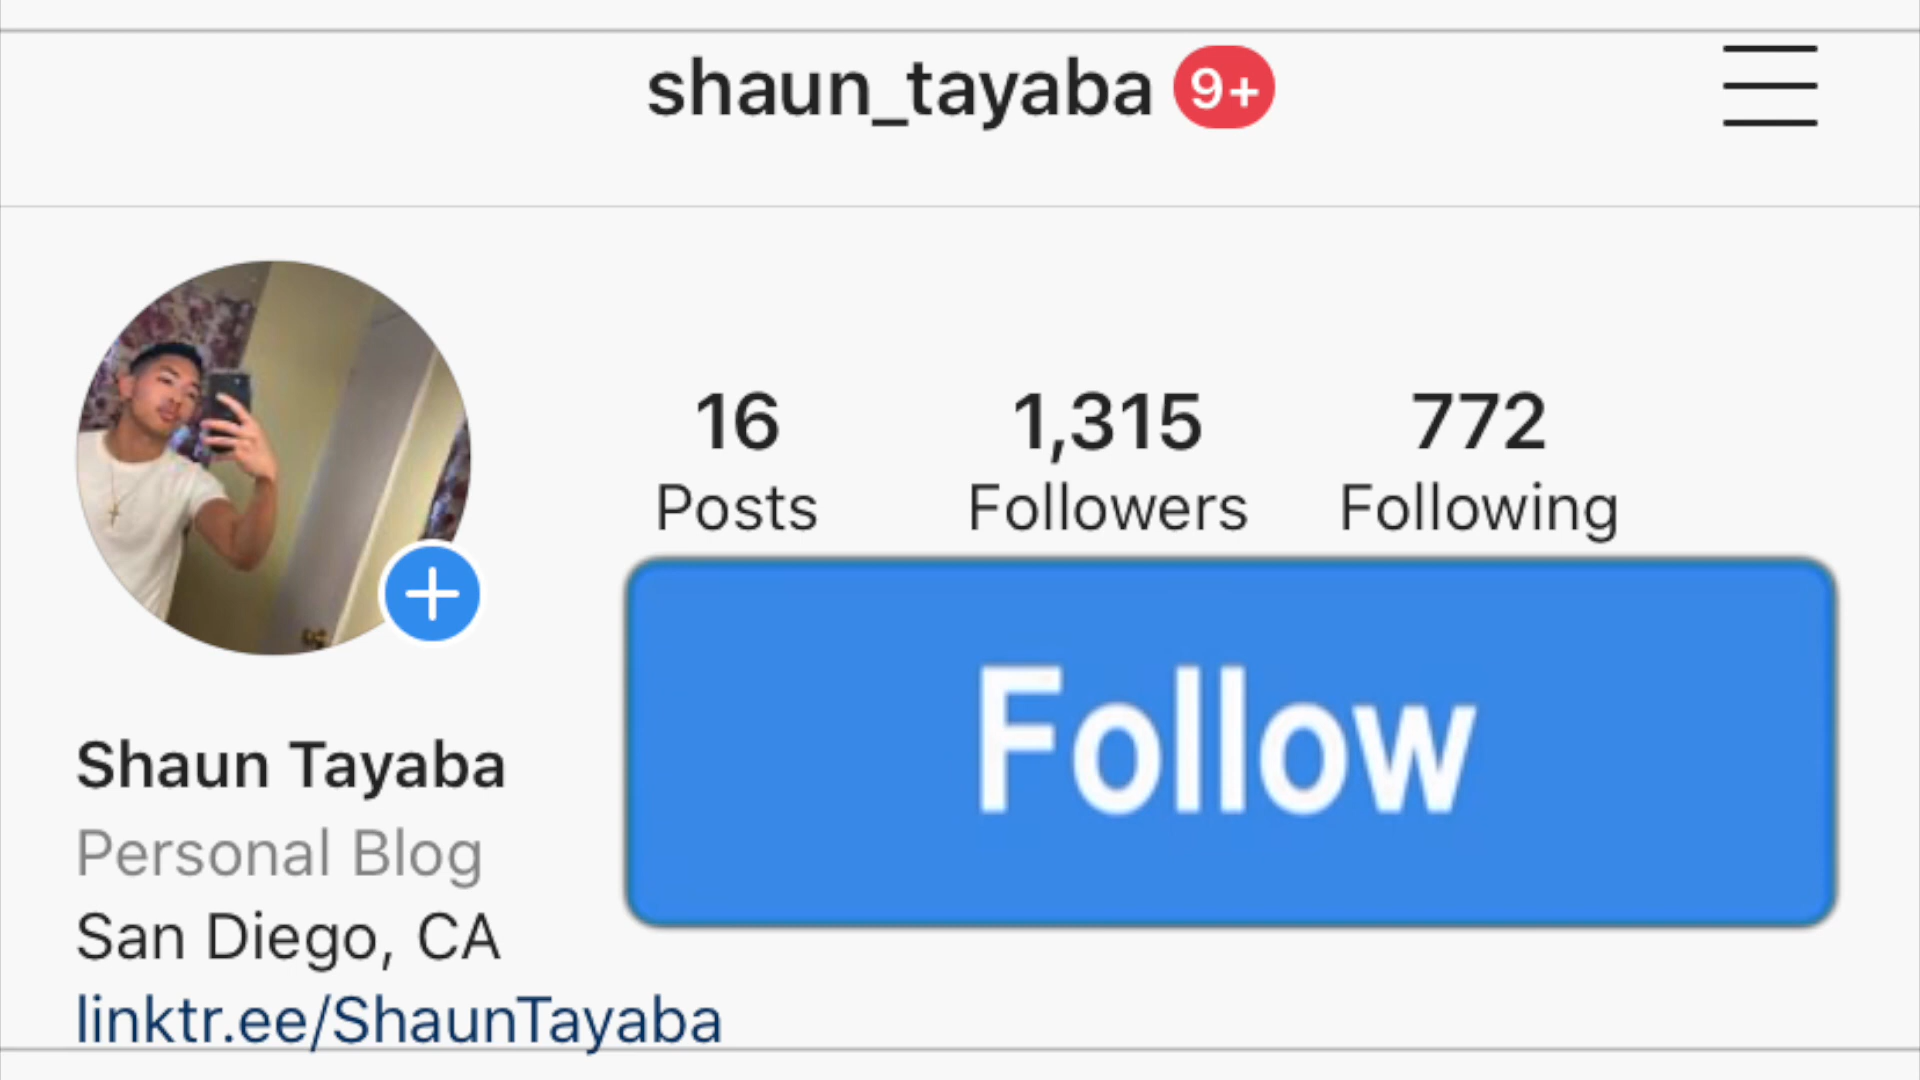 shaun_tayaba 9+
16 1,315 772
Posts Followers Following
Follow
Shaun Tayaba
Personal Blog
San Diego, CA
linktr.ee/ShaunTayaba